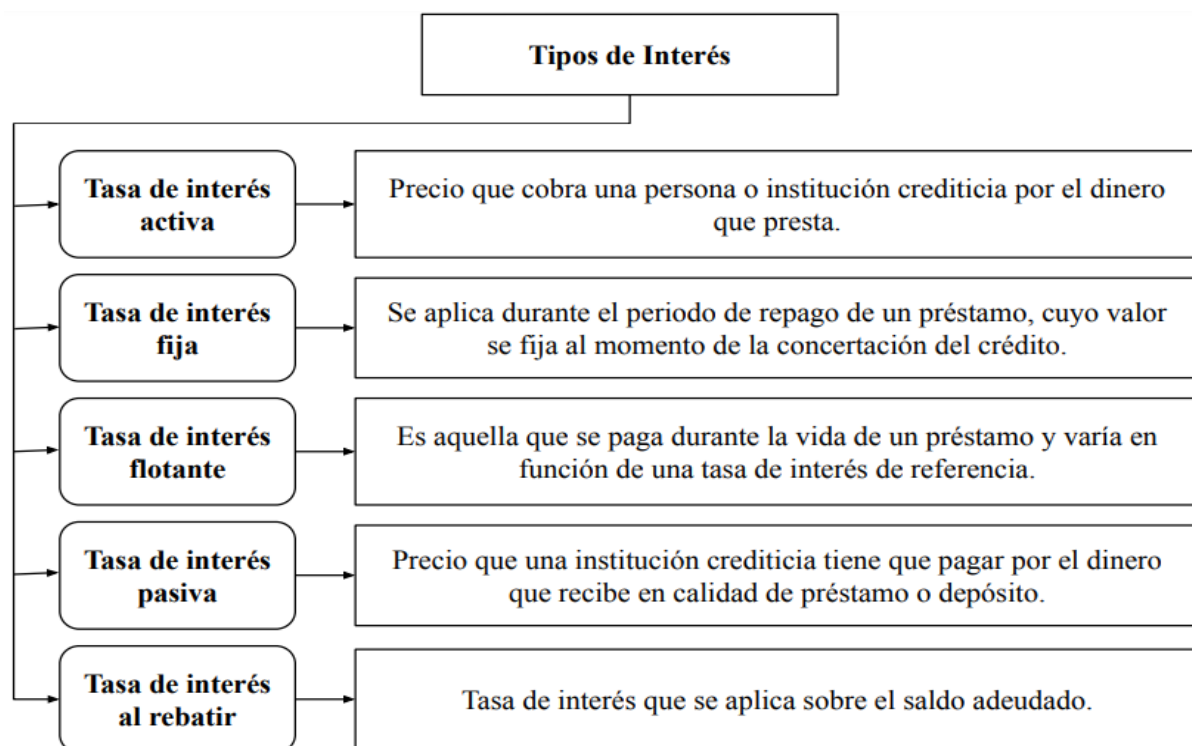 Tipos de Interés
Tasa de interés
activa
Precio que cobra una persona o institución crediticia por el dinero
que presta.
Tasa de interés
fija
Se aplica durante el periodo de repago de un préstamo, cuyo valor
se fija al momento de la concertación del crédito.
Tasa de interés
flotante
Es aquella que se paga durante la vida de un préstamo y varía en
función de una tasa de interés de referencia.
Tasa de interés
pasiva
Precio que una institución crediticia tiene que pagar por el dinero
que recibe en calidad de préstamo o depósito.
Tasa de interés
al rebatir
Tasa de interés que se aplica sobre el saldo adeudado.